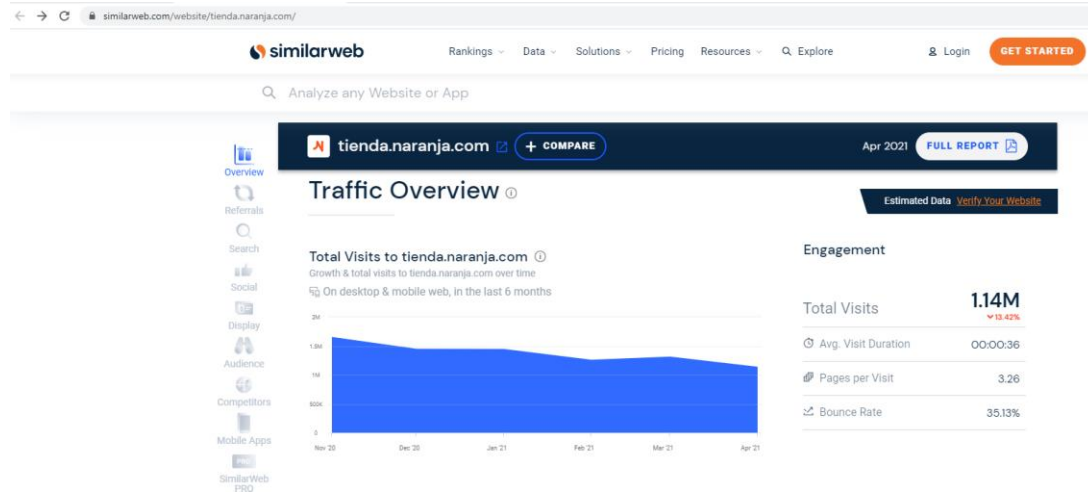 similarweb.com/website/tienda.naranja.com/
similarweb Rankings Data Solutions Pricing Resources Explore Login GET STARTED
Analyze any Website or App
tienda.naranja.com + COMPARE Apr 2021 FULL REPORT
Overview
Referrals
Search
Social
Display
Audience
Competitors
Mobile Apps
PRO
SimilarWeb
PRO
Traffic Overview
Estimated Data Verify Your Website
Total Visits to tienda.naranja.com
Growth & total visits to tienda.naranja.com over time
On desktop & mobile web, in the last 6 months
2M
1.5M
1M
500K
0
Nov '20 Dec '20 Jan '21 Feb '21 Mar '21 Apr '21
Engagement
Total Visits 1.14M
13.42%
Avg. Visit Duration 00:00:36
Pages per Visit 3.26
Bounce Rate 35.13%